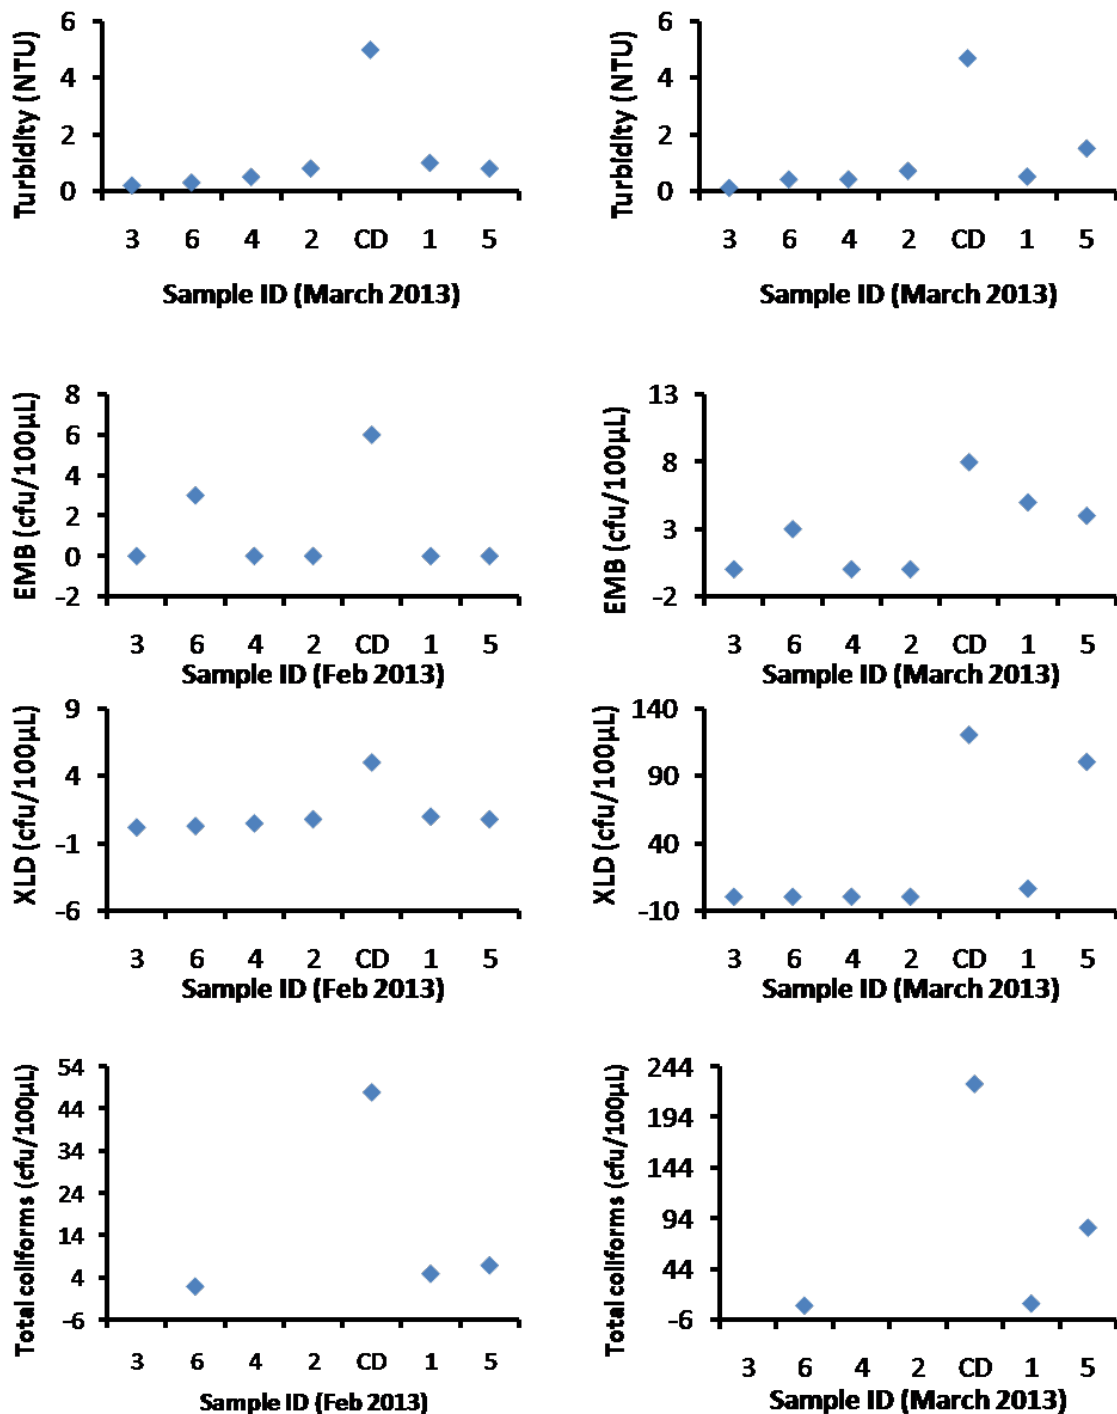 6
4
2
0
Turbidity (NTU)
3 6 4 2 CD 1 5
Sample ID (March 2013)
6
4
2
0
Turbidity (NTU)
3 6 4 2 CD 1 5
Sample ID (March 2013)
8
6
4
2
0
-2
EMB (cfu/100µL)
3 6 4 2 CD 1 5
Sample ID (Feb 2013)
13
8
3
-2
EMB (cfu/100µL)
3 6 4 2 CD 1 5
Sample ID (March 2013)
9
4
-1
-6
XLD (cfu/100µL)
3 6 4 2 CD 1 5
Sample ID (Feb 2013)
140
90
40
-10
XLD (cfu/100µL)
3 6 4 2 CD 1 5
Sample ID (March 2013)
54
44
34
24
14
4
-6
Total coliforms (cfu/100µL)
3 6 4 2 CD 1 5
Sample ID (Feb 2013)
244
194
144
94
44
-6
Total coliforms (cfu/100µL)
3 6 4 2 CD 1 5
Sample ID (March 2013)